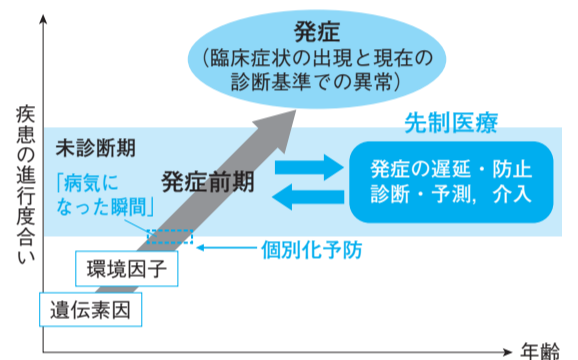 発症
(臨床症状の出現と現在の
診断基準での異常)
疾患の進行度合い
先制医療
未診断期
「病気に
なった瞬間」
発症前期
発症の遅延・防止
診断・予測,介入
個別化予防
環境因子
遺伝素因
年齢